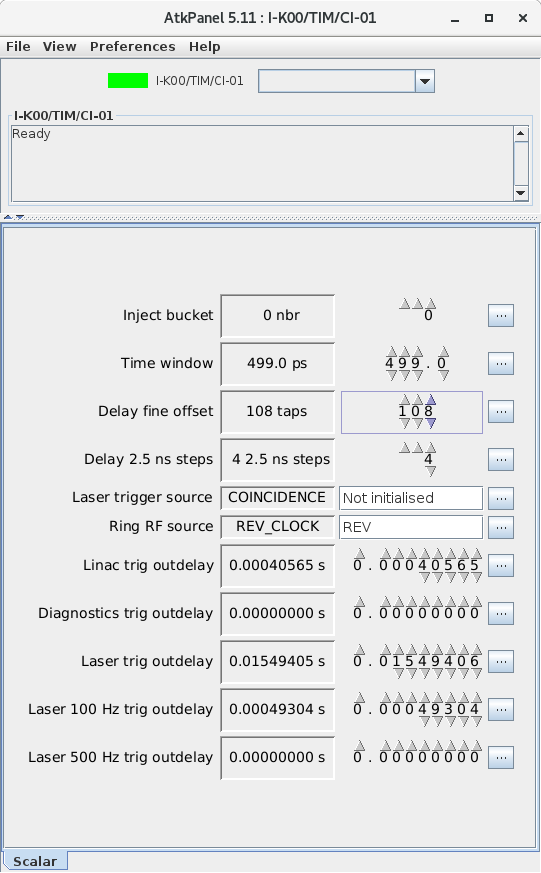 AtkPanel 5.11 : I-K00/TIM/CI-01
File View Preferences Help
I-K00/TIM/CI-01
I-K00/TIM/CI-01
Ready
Inject bucket 0 nbr 0 ...
Time window 499.0 ps 499.0 ...
Delay fine offset 108 taps 108 ...
Delay 2.5 ns steps 4 2.5 ns steps 4 ...
Laser trigger source COINCIDENCE Not initialised ...
Ring RF source REV_CLOCK REV ...
Linac trig outdelay 0.00040565 s 0.00040565 ...
Diagnostics trig outdelay 0.00000000 s 0.00000000 ...
Laser trig outdelay 0.01549405 s 0.01549406 ...
Laser 100 Hz trig outdelay 0.00049304 s 0.00049304 ...
Laser 500 Hz trig outdelay 0.00000000 s 0.00000000 ...
Scalar